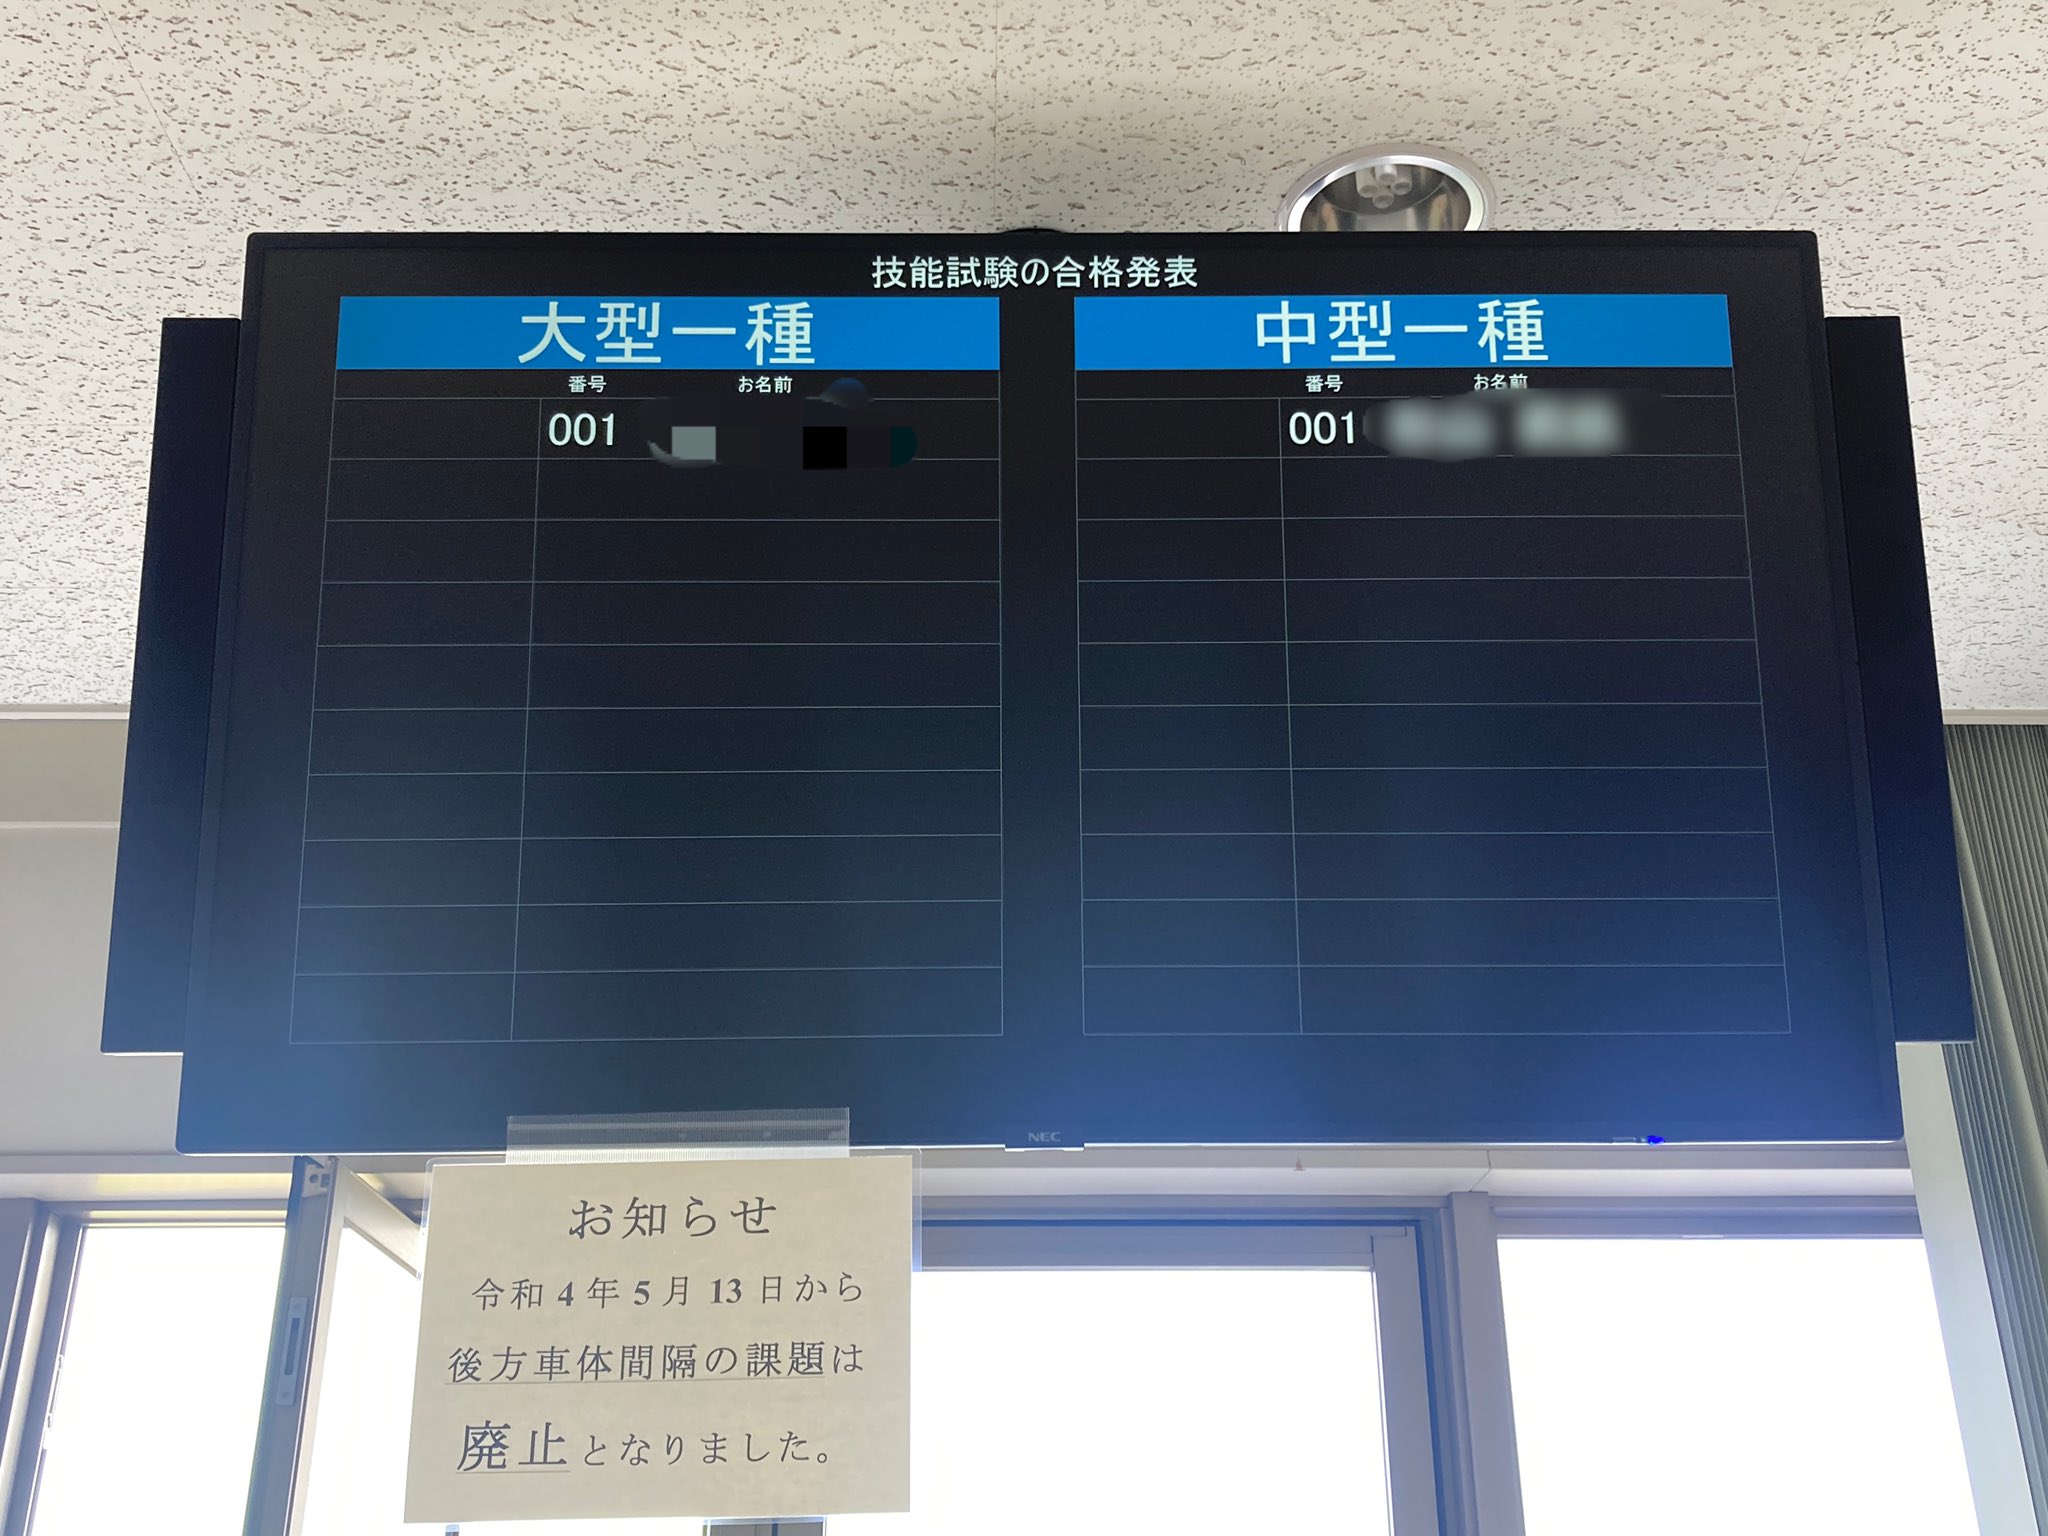 技能試験の合格発表
大型一種
番号 お名前
001
中型一種
番号 お名前
001
NEC
お知らせ
令和4年5月13日から
後方車体間隔の課題は
廃止となりました。